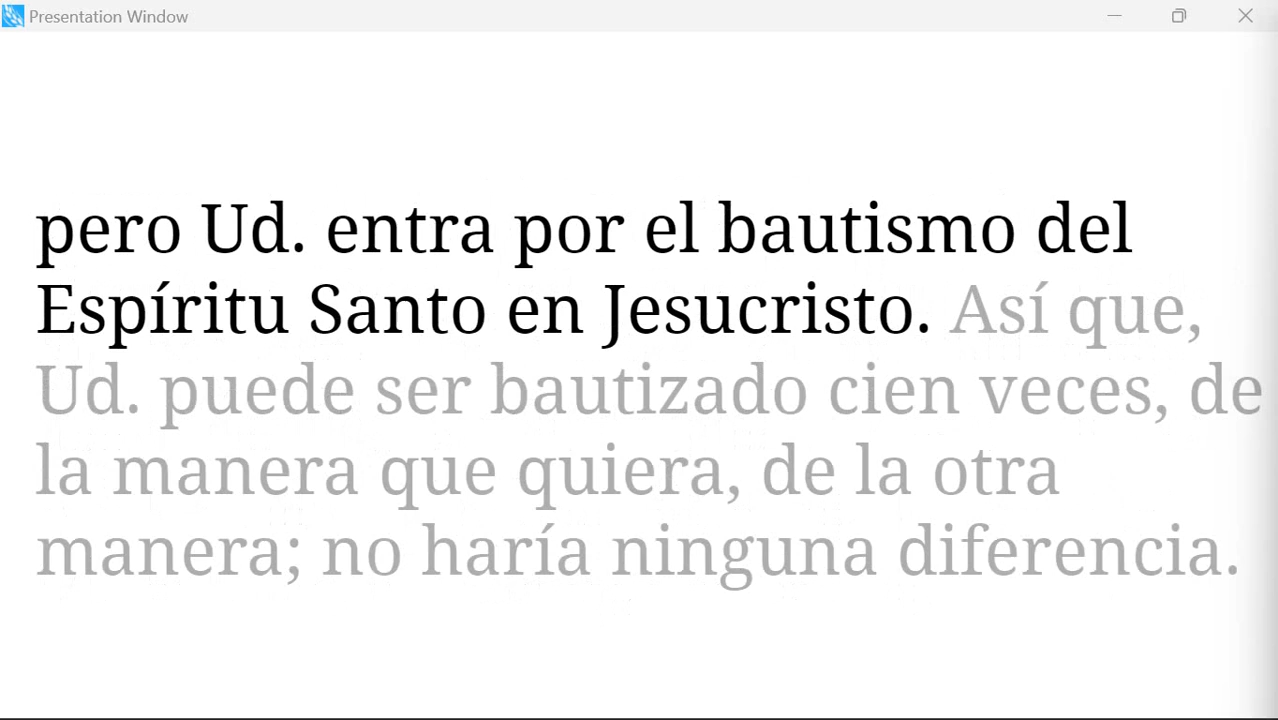 Presentation Window
pero Ud. entra por el bautismo del
Espíritu Santo en Jesucristo. Así que,
Ud. puede ser bautizado cien veces, de
la manera que quiera, de la otra
manera; no haría ninguna diferencia.